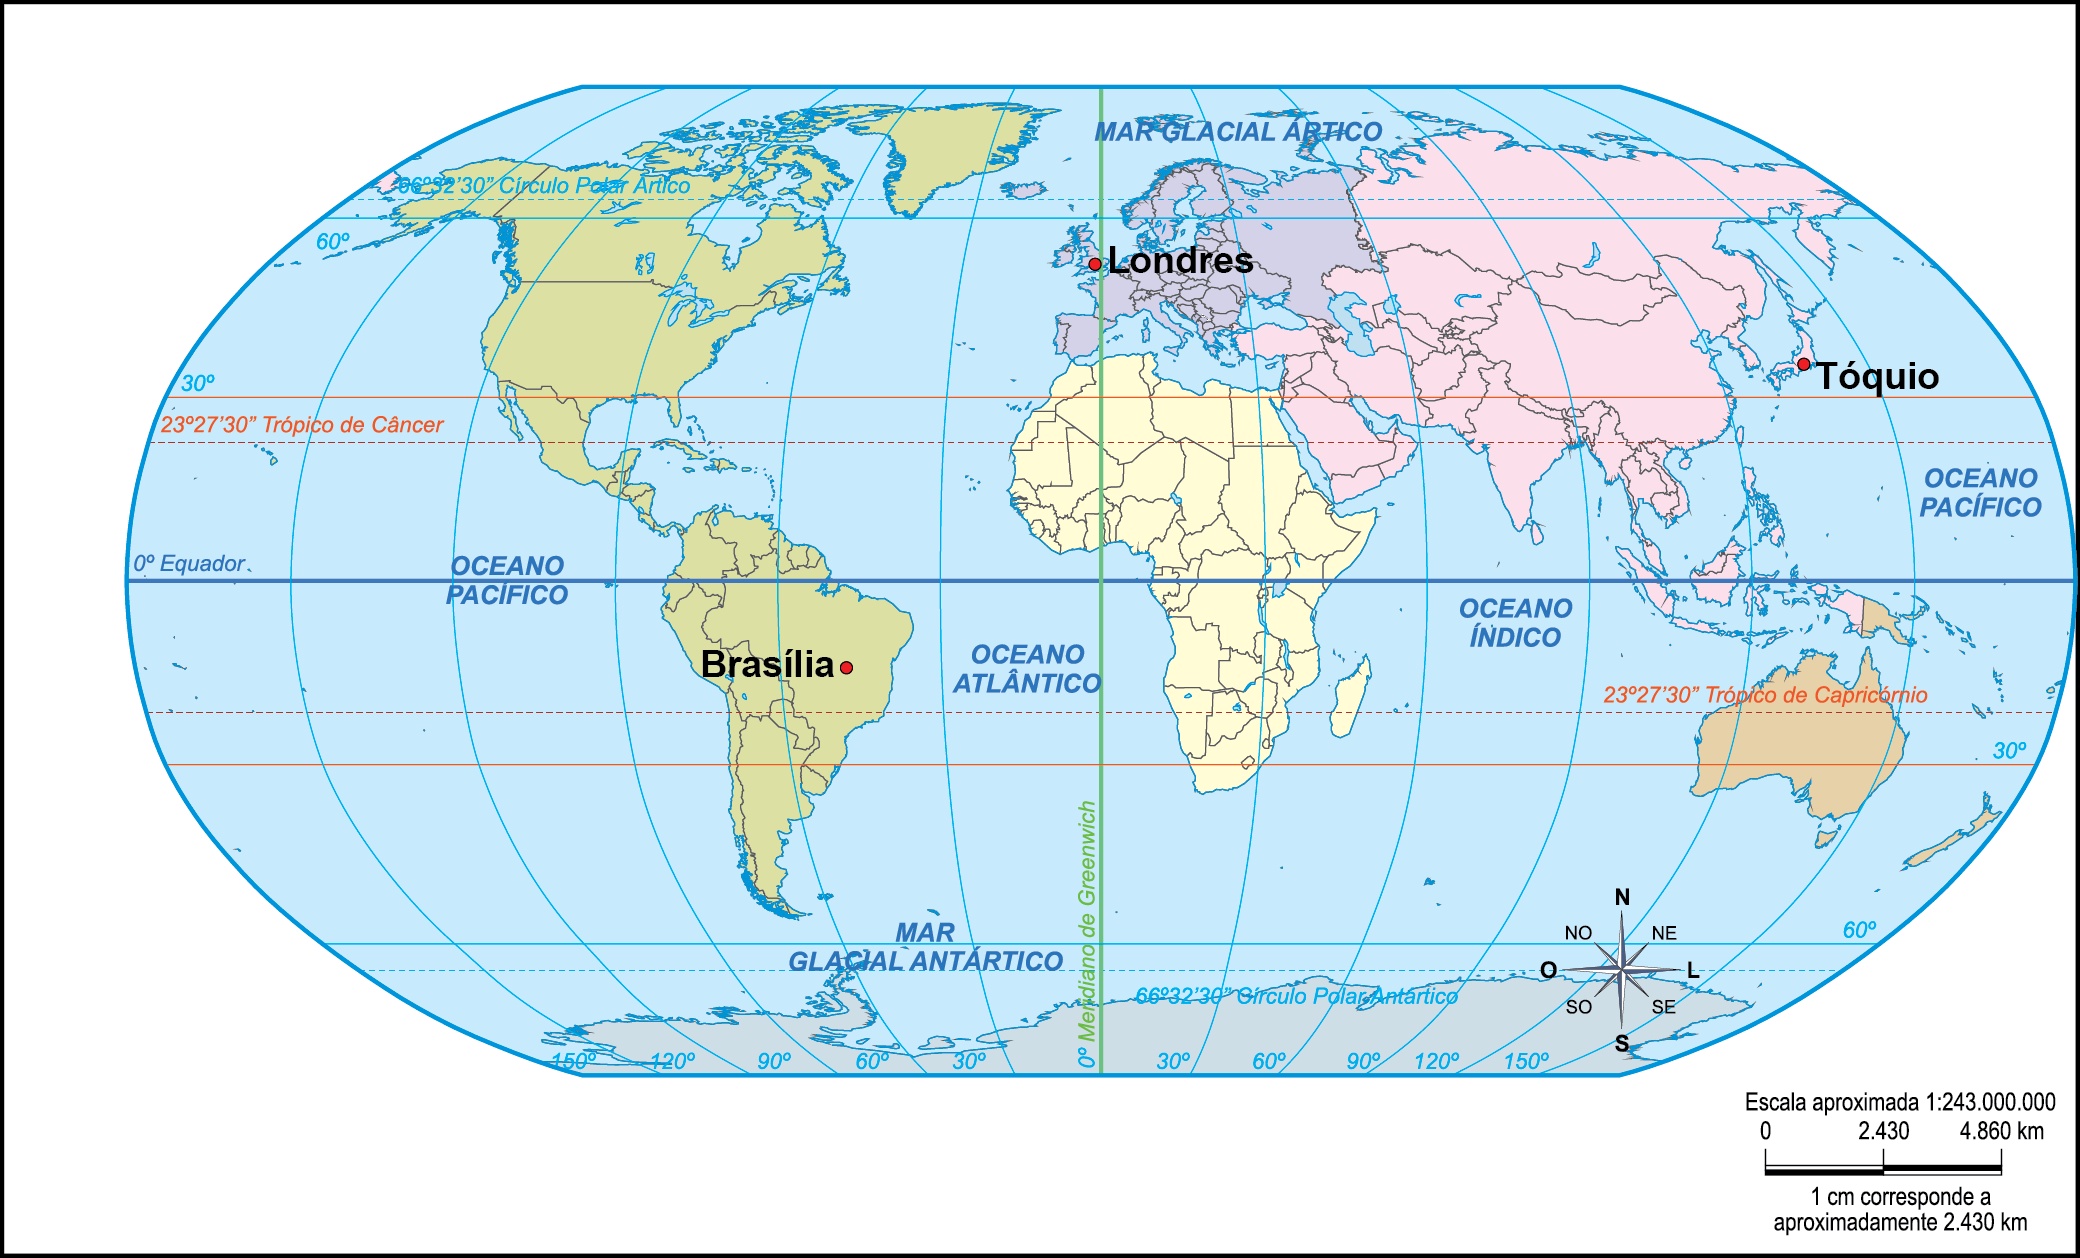 MAR GLACIAL ÁRTICO
66º32’30” Círculo Polar Ártico
60º
Londres
Tóquio
30º
23º27’30” Trópico de Câncer
OCEANO
PACÍFICO
0º Equador
OCEANO
PACÍFICO
OCEANO
ÍNDICO
OCEANO
ATLÂNTICO
Brasília
23º27’30” Trópico de Capricórnio
30º
0º Meridiano de Greenwich
MAR
GLACIAL ANTÁRTICO
60º
66º32’30” Círculo Polar Antártico
N
NO
NE
O
L
SO
SE
S
150º
120º
90º
60º
30º
30º
60º
90º
120º
150º
Escala aproximada 1:243.000.000
0 2.430 4.860 km
1 cm corresponde a
aproximadamente 2.430 km